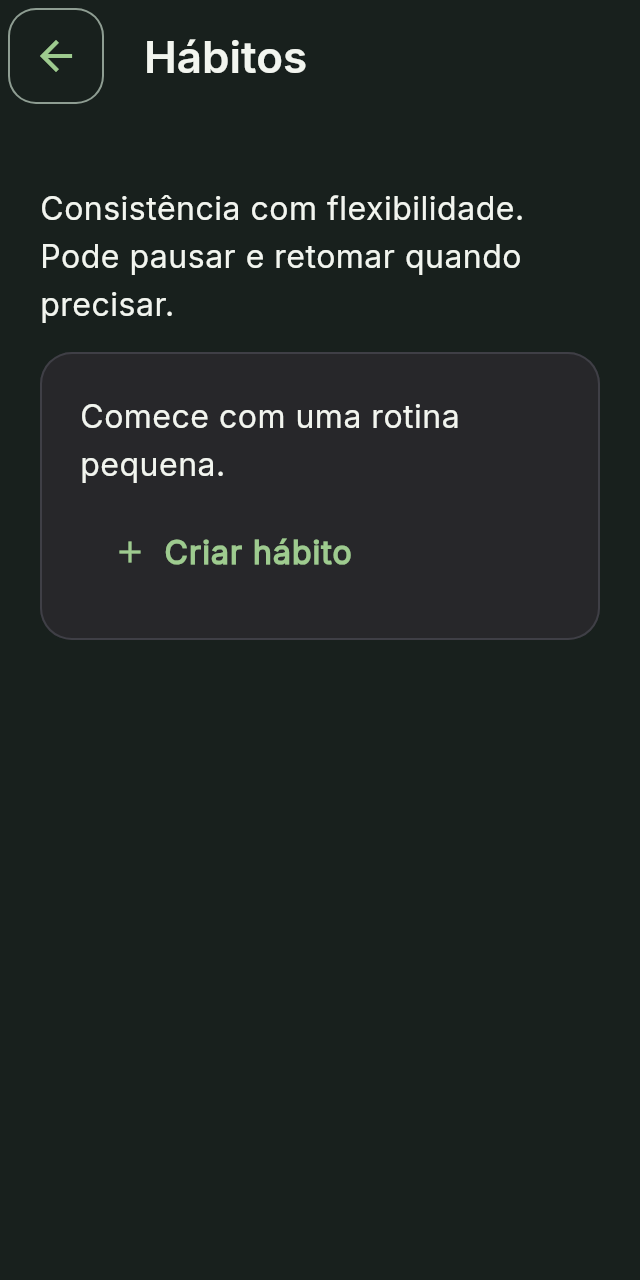 Hábitos
Consistência com flexibilidade.
Pode pausar e retomar quando
precisar.
Comece com uma rotina
pequena.
+ Criar hábito